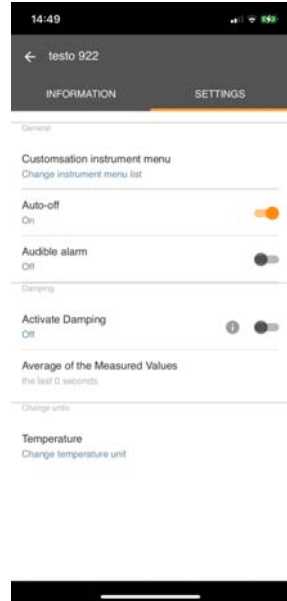 14:49
testo 922
INFORMATION SETTINGS
General
Customsation instrument menu
Change instrument menu list
Auto-off
On
Audible alarm
Off
Damping
Activate Damping
Off
Average of the Measured Values
the last 0 seconds
Change units
Temperature
Change temperature unit